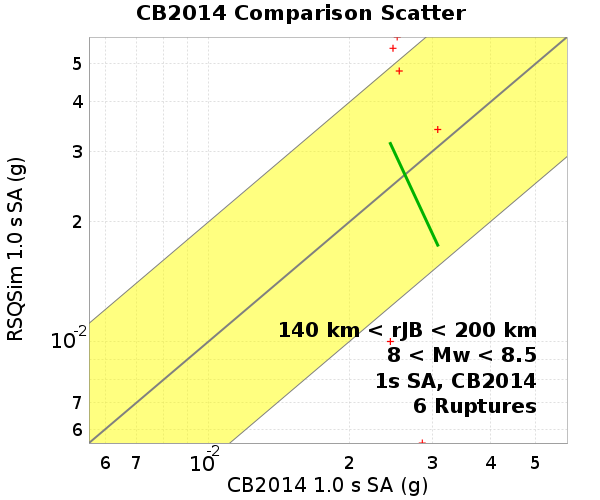 CB2014 Comparison Scatter
RSQSim 1.0 s SA (g)
5
4
3
2
10-2
7
6
140 km < rJB < 200 km
8 < Mw < 8.5
1s SA, CB2014
6 Ruptures
6 7 10-2 2 3 4 5
CB2014 1.0 s SA (g)